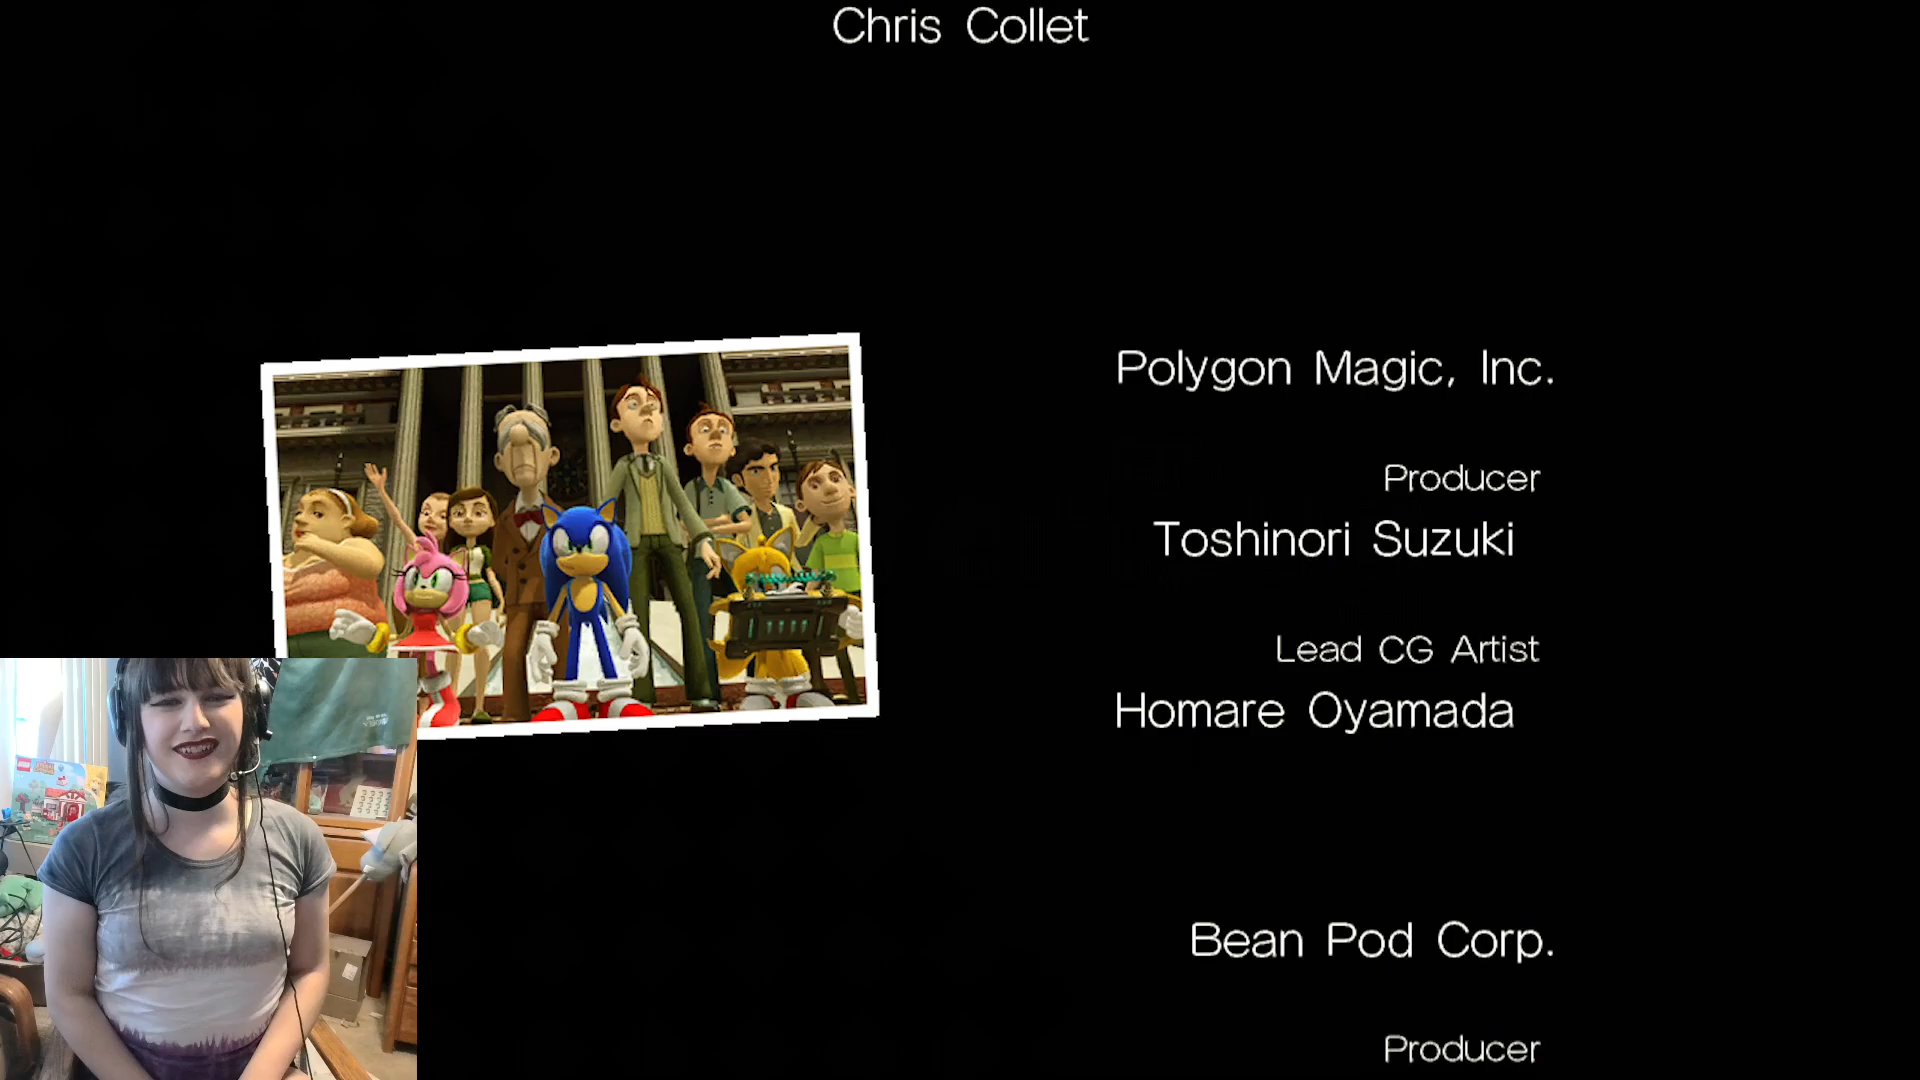 Chris Collet
Polygon Magic, Inc.
Producer
Toshinori Suzuki
Lead CG Artist
Homare Oyamada
Bean Pod Corp.
Producer